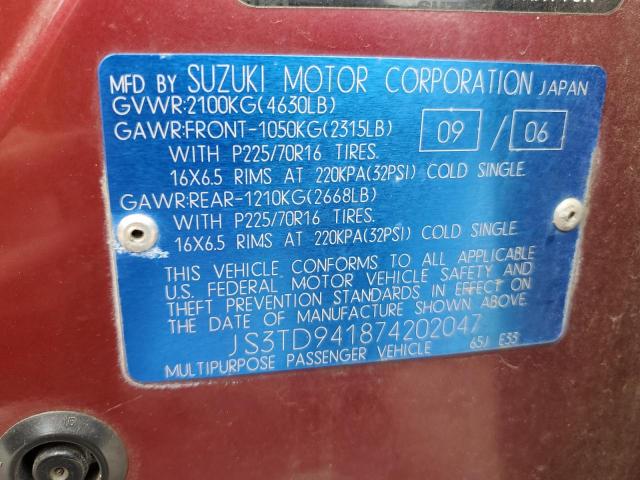 MFD BY SUZUKI MOTOR CORPORATION JAPAN
GVWR:2100KG(4630LB)
GAWR:FRONT-1050KG(2315LB) 09 / 06
WITH P225/70R16 TIRES.
16X6.5 RIMS AT 220KPA(32PSI) COLD SINGLE.
GAWR:REAR-1210KG(2668LB)
WITH P225/70R16 TIRES.
16X6.5 RIMS AT 220KPA(32PSI) COLD SINGLE.
THIS VEHICLE CONFORMS TO ALL APPLICABLE
U.S. FEDERAL MOTOR VEHICLE SAFETY AND
THEFT PREVENTION STANDARDS IN EFFECT ON
THE DATE OF MANUFACTURE SHOWN ABOVE.
JS3TD941874202047
MULTIPURPOSE PASSENGER VEHICLE 65J E33